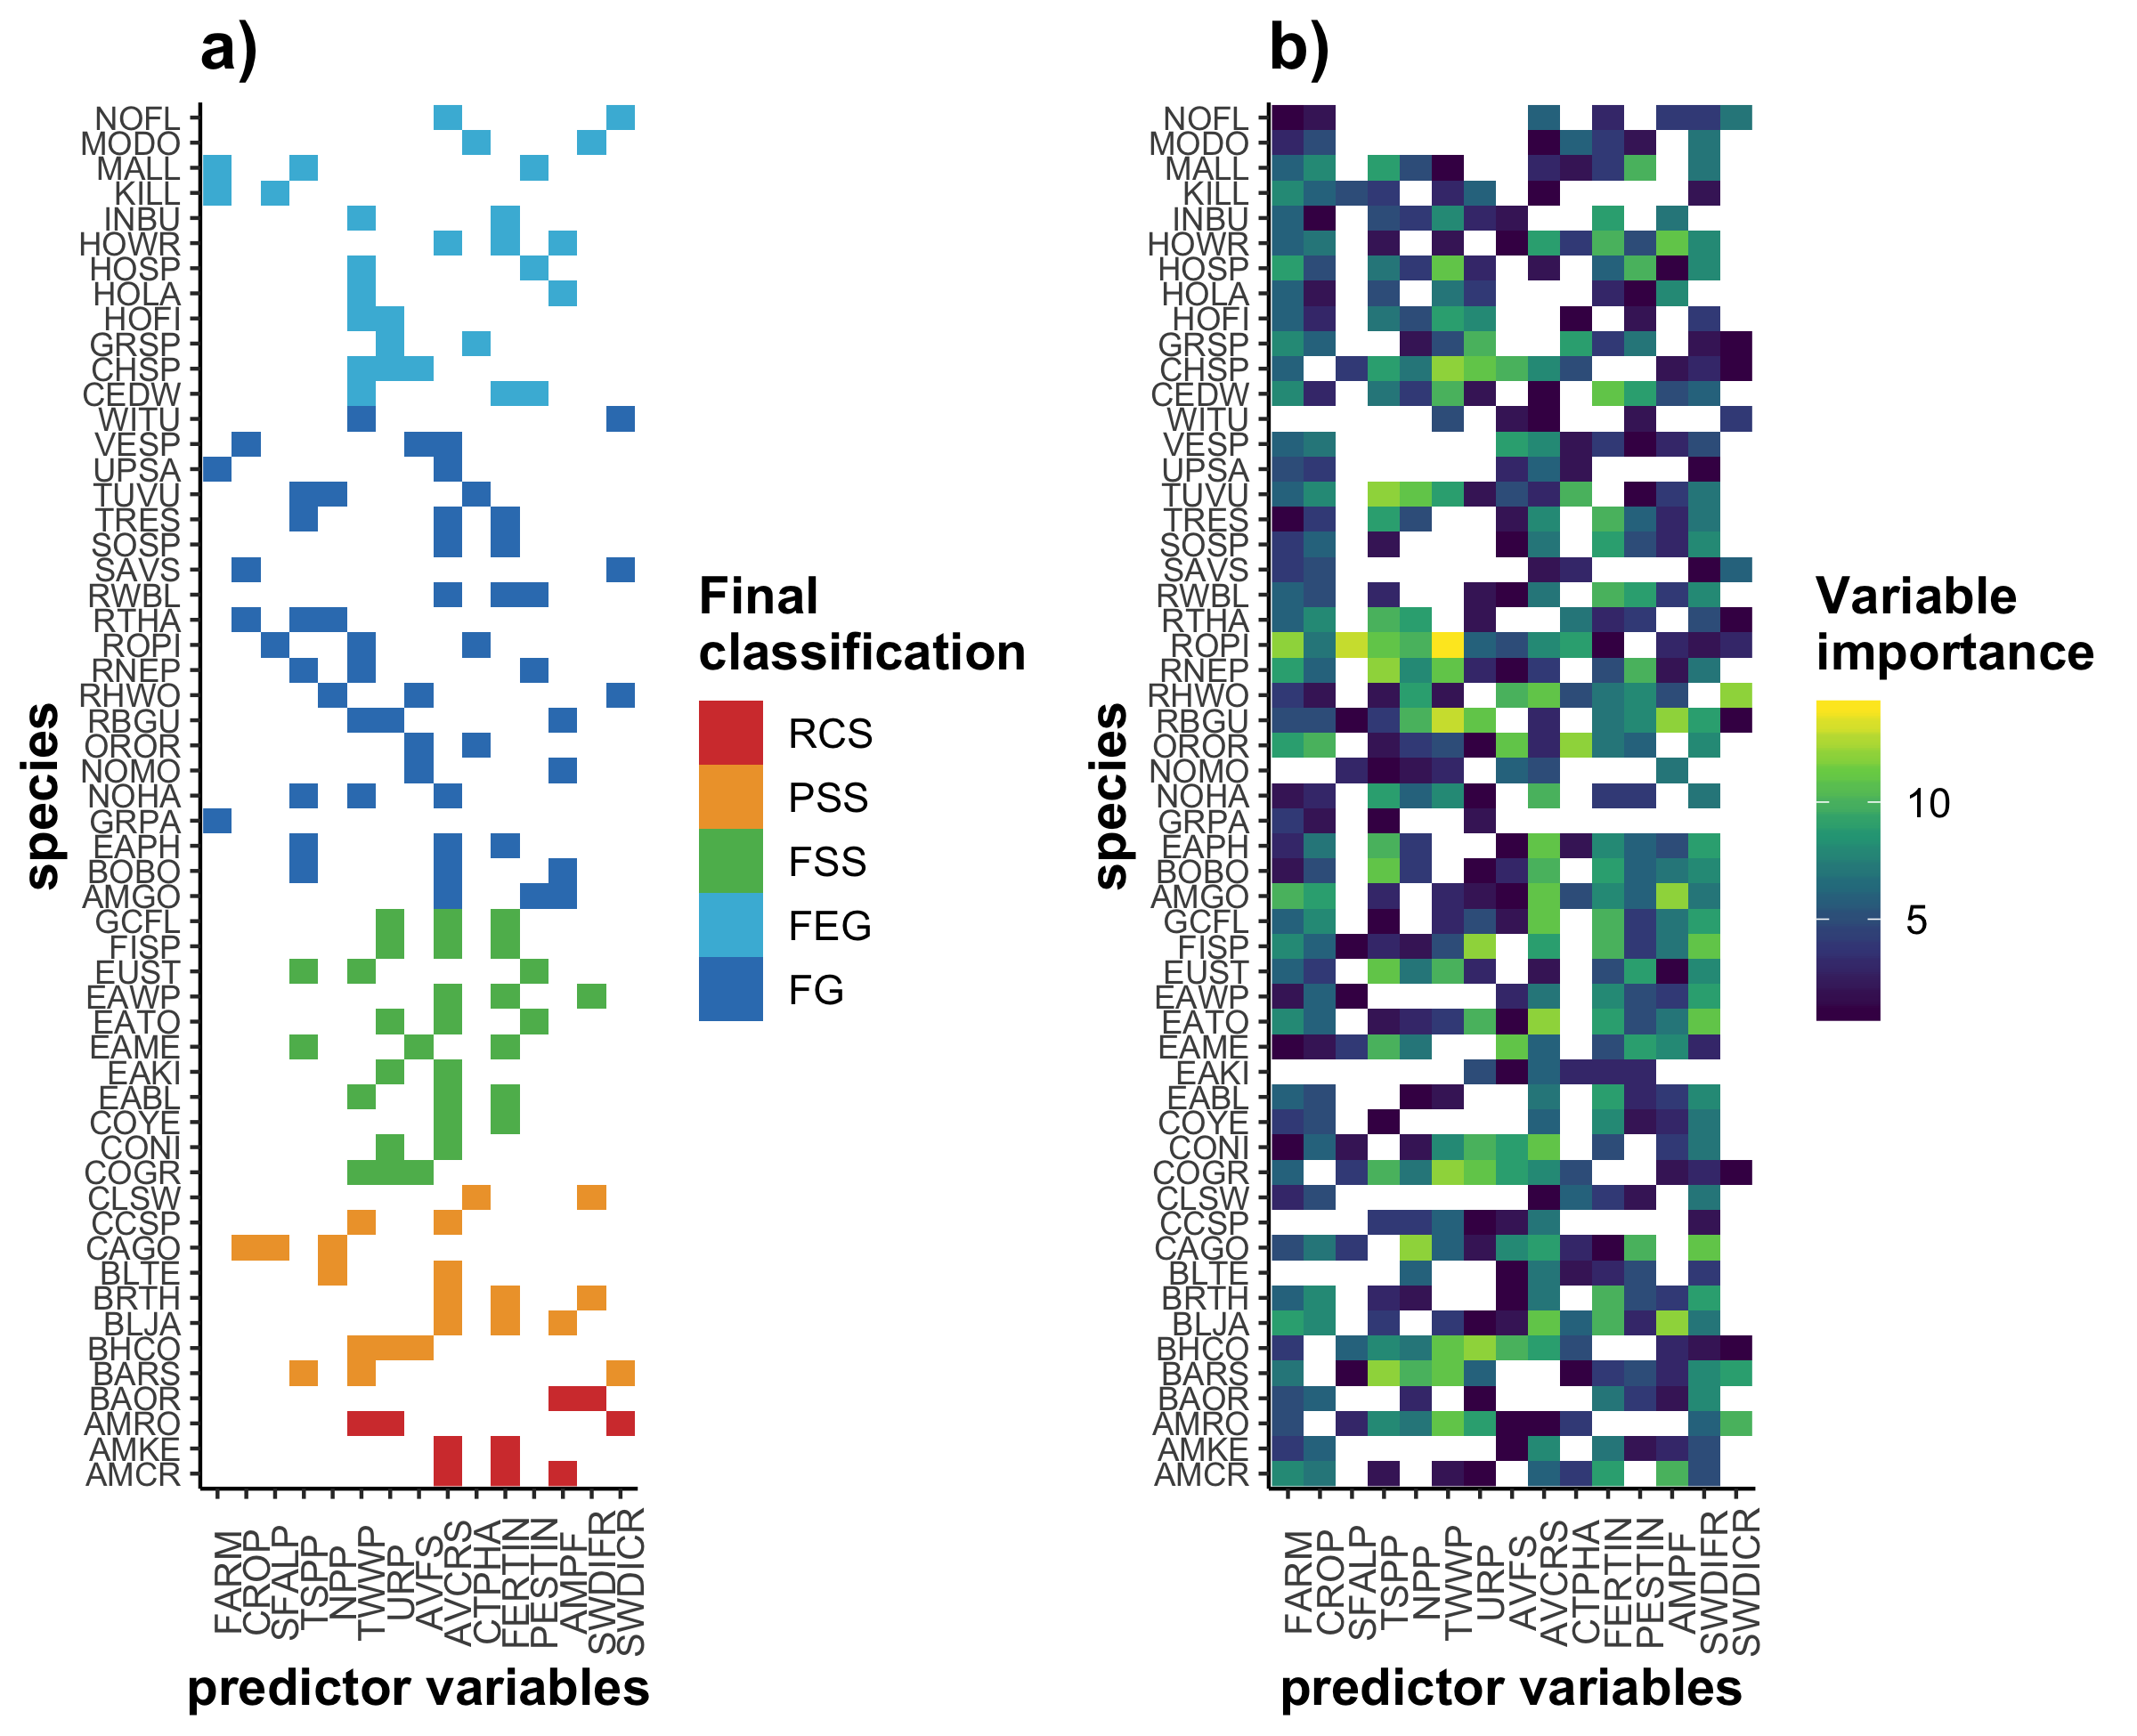 a)
NOFL
MODO
MALL
KILL
INBU
HOWR
HOSP
HOLA
HOFI
GRSP
CHSP
CEDW
WITU
VESP
UPSA
TUVU
TRES
SOSP
SAVS
RWBL
RTHA
ROPI
RNEP
RHWO
RBGU
OROR
NOMO
NOHA
GRPA
EAPH
BOBO
AMGO
GCFL
FISP
EUST
EAWP
EATO
EAME
EAKI
EABL
COYE
CONI
COGR
CLSW
CCSP
CAGO
BLTE
BRTH
BLJA
BHCO
BARS
BAOR
AMRO
AMKE
AMCR
species
FARM
CROP
SFALP
TSPP
NPP
TWWP
URP
AVFS
AVCRS
CTPHA
FERTIN
PESTIN
AMPF
SWDIFR
SWDICR
predictor variables
Final
classification
RCS
PSS
FSS
FEG
FG
b)
NOFL
MODO
MALL
KILL
INBU
HOWR
HOSP
HOLA
HOFI
GRSP
CHSP
CEDW
WITU
VESP
UPSA
TUVU
TRES
SOSP
SAVS
RWBL
RTHA
ROPI
RNEP
RHWO
RBGU
OROR
NOMO
NOHA
GRPA
EAPH
BOBO
AMGO
GCFL
FISP
EUST
EAWP
EATO
EAME
EAKI
EABL
COYE
CONI
COGR
CLSW
CCSP
CAGO
BLTE
BRTH
BLJA
BHCO
BARS
BAOR
AMRO
AMKE
AMCR
species
FARM
CROP
SFALP
TSPP
NPP
TWWP
URP
AVFS
AVCRS
CTPHA
FERTIN
PESTIN
AMPF
SWDIFR
SWDICR
predictor variables
Variable
importance
10
5